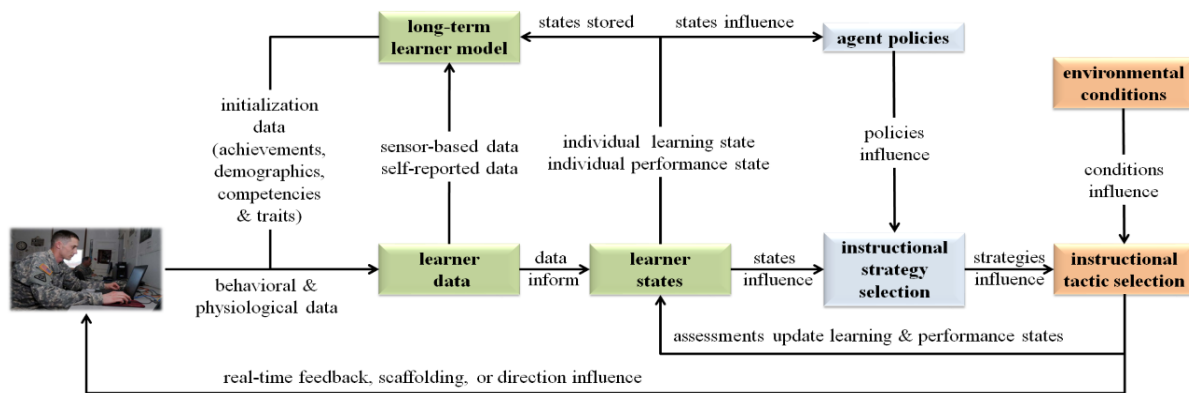 states stored
states influence
long-term
learner model
agent policies
environmental
conditions
initialization
data
(achievements,
demographics,
competencies
& traits)
sensor-based data
self-reported data
individual learning state
individual performance state
policies
influence
conditions
influence
behavioral &
physiological data
learner
data
data
inform
learner
states
states
influence
instructional
strategy
selection
strategies
influence
instructional
tactic selection
assessments update learning & performance states
real-time feedback, scaffolding, or direction influence